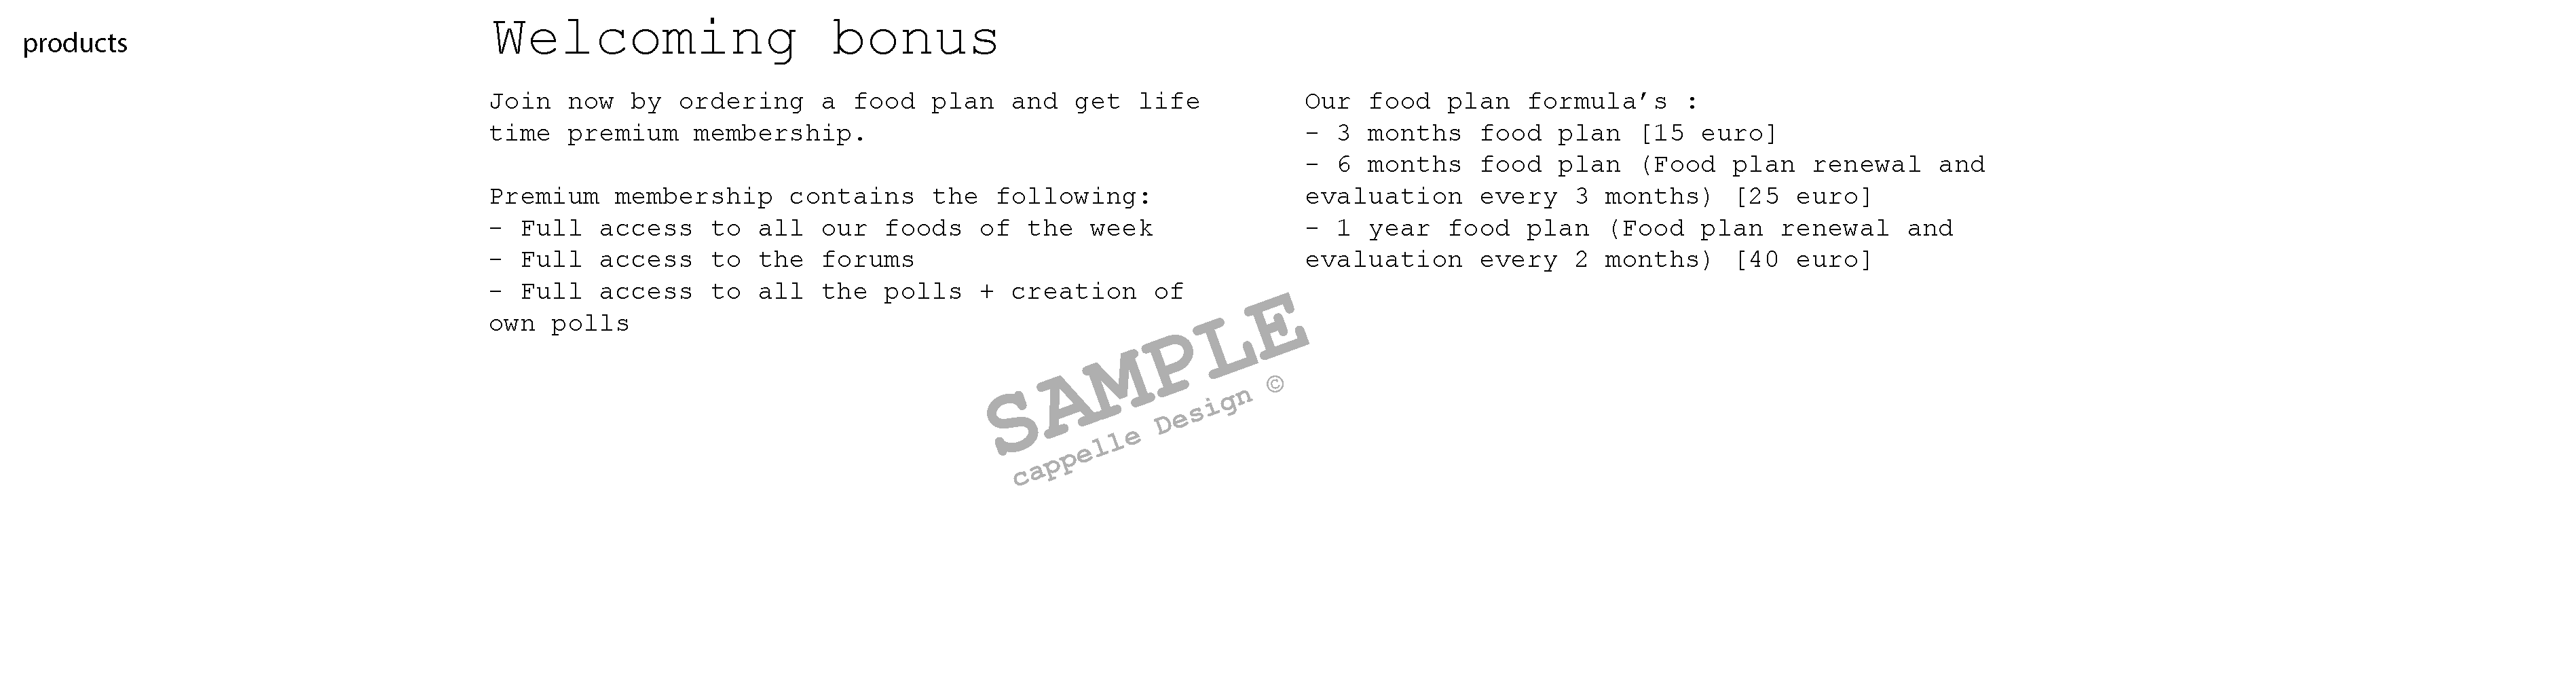 products
Welcoming bonus
Join now by ordering a food plan and get life
time premium membership.
Premium membership contains the following:
- Full access to all our foods of the week
- Full access to the forums
- Full access to all the polls + creation of
own polls
Our food plan formula’s :
- 3 months food plan [15 euro]
- 6 months food plan (Food plan renewal and
evaluation every 3 months) [25 euro]
- 1 year food plan (Food plan renewal and
evaluation every 2 months) [40 euro]
SAMPLE
cappelle Design ©